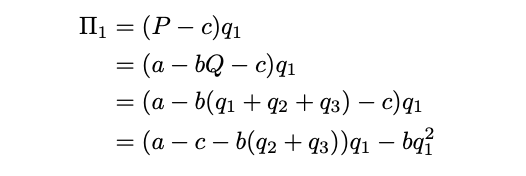 Π₁ = (P − c)q₁
= (a − bQ − c)q₁
= (a − b(q₁ + q₂ + q₃) − c)q₁
= (a − c − b(q₂ + q₃))q₁ − bq₁²